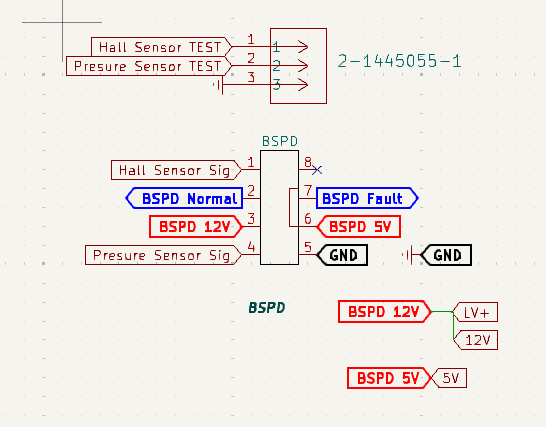 Hall Sensor TEST 1 1
Presure Sensor TEST 2 2 2-1445055-1
3 3
BSPD
Hall Sensor Sig 1 8
BSPD Normal 2 7 BSPD Fault
BSPD 12V 3 6 BSPD 5V
Presure Sensor Sig 4 5 GND GND
BSPD
BSPD 12V LV+
12V
BSPD 5V 5V